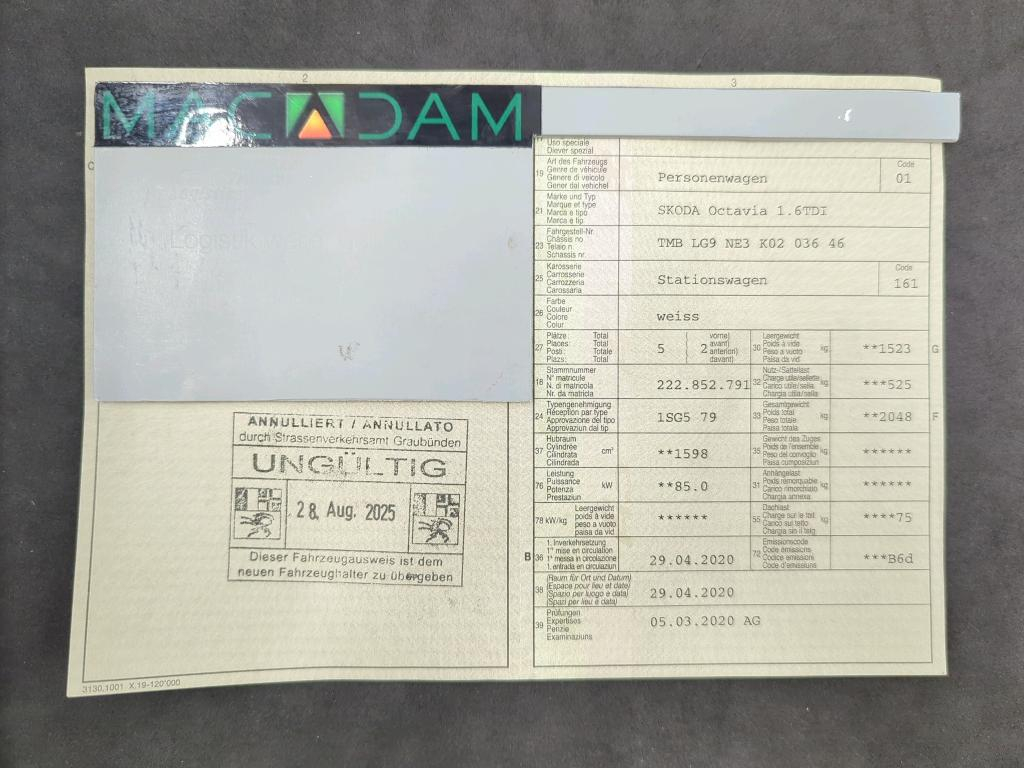 2
3
MACADAM
C
17 Uso speciale
Diever spezial
19 Art des Fahrzeugs
Genre de véhicule
Genere di veicolo
Gener dal vehichel
Personenwagen
Code
01
21 Marke und Typ
Marque et type
Marca e tipo
Marca e tip
SKODA Octavia 1.6TDI
23 Fahrgestell-Nr.
Châssis no
Telaio n.
Schassis nr.
TMB LG9 NE3 K02 036 46
25 Karosserie
Carrosserie
Carrozzeria
Carossaria
Stationswagen
Code
161
26 Farbe
Couleur
Colore
Colur
weiss
27 Plätze: Total
Places: Total
Posti: Totale
Plazs: Total
5
2
vorne)
avant)
anteriori)
davant)
30 Leergewicht
Poids à vide
Peso a vuoto
Paisa da vid
kg
**1523
G
18 Stammnummer
N° matricule
N. di matricola
Nr. da matricla
222.852.791
32 Nutz-/Sattellast
Charge utile/sellette
Carico utile/sella
Chargia utila/sella
kg
***525
24 Typengenehmigung
Réception par type
Approvazione del tipo
Approvaziun dal tip
1SG5 79
33 Gesamtgewicht
Poids total
Peso totale
Paisa totala
kg
**2048
F
37 Hubraum
Cylindrée
Cilindrata
Cilindrada
cm³
**1598
35 Gewicht des Zuges
Poids de l'ensemble
Peso del convoglio
Paisa cumposiziun
kg
******
76 Leistung
Puissance
Potenza
Prestaziun
kW
**85.0
31 Anhängelast
Poids remorquable
Carico rimorchiato
Chargia annexa
kg
******
78 kW/kg
Leergewicht
poids à vide
peso a vuoto
paisa da vid
******
55 Dachlast
Charge sur le toit
Carico sul tetto
Chargia sin il tetg
kg
****75
B
36 1. Inverkehrsetzung
1re mise en circulation
1a messa in circolazione
1. entrada en circulaziun
29.04.2020
72 Emissionscode
Code émissions
Codice emissioni
Code d'emissiuns
***B6d
38 (Raum für Ort und Datum)
(Espace pour lieu et date)
(Spazio per luogo e data)
(Spazi per lieu e data)
29.04.2020
39 Prüfungen
Expertises
Perizie
Examinaziuns
05.03.2020 AG
ANNULLIERT / ANNULLATO
durch Strassenverkehrsamt Graubünden
UNGÜLTIG
28. Aug. 2025
Dieser Fahrzeugausweis ist dem
neuen Fahrzeughalter zu übergeben
3130.1001 X.19-120'000